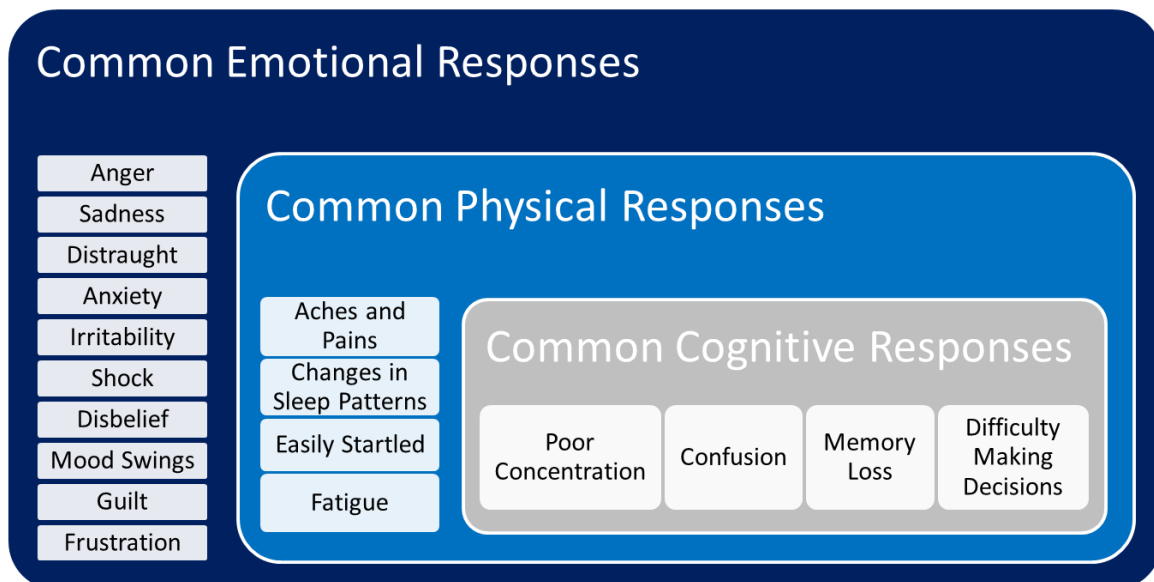 Common Emotional Responses
Anger
Sadness
Distraught
Anxiety
Irritability
Shock
Disbelief
Mood Swings
Guilt
Frustration
Common Physical Responses
Aches and
Pains
Changes in
Sleep Patterns
Easily Startled
Fatigue
Common Cognitive Responses
Poor
Concentration
Confusion
Memory
Loss
Difficulty
Making
Decisions